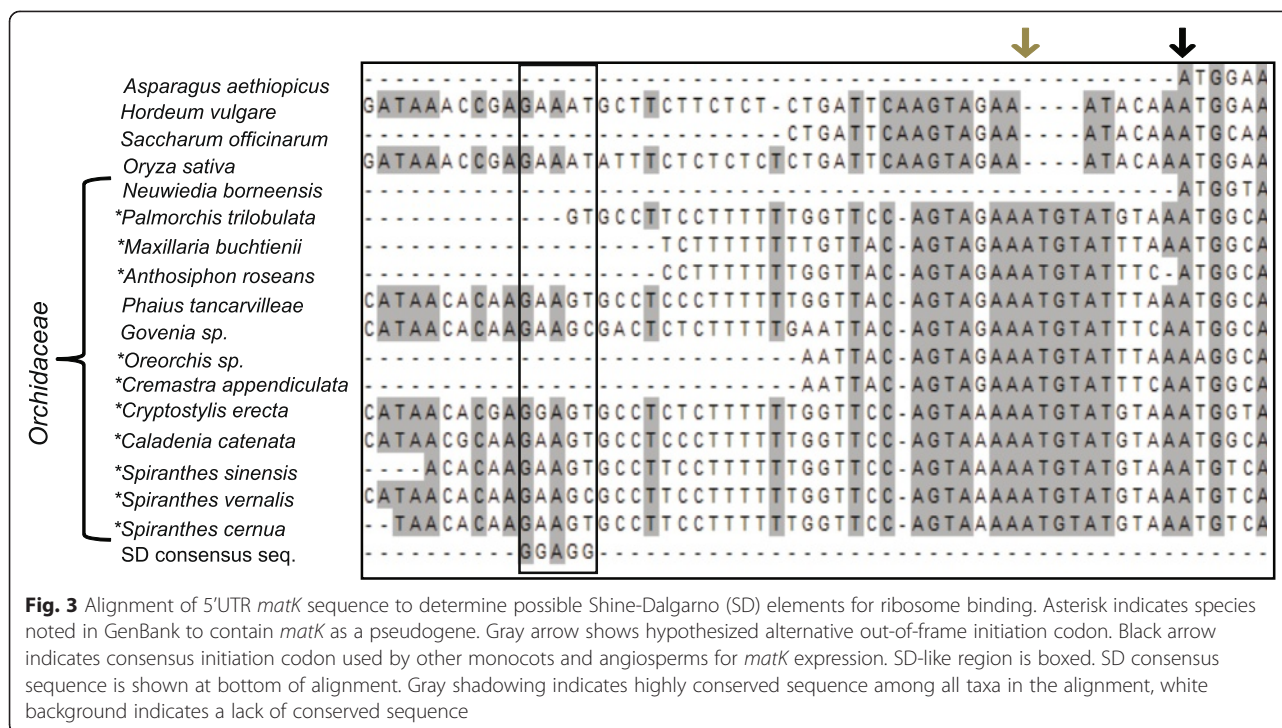 Asparagus aethiopicus ----------------------------------------------------ATGGAA
Hordeum vulgare GATAAACCGAGAAATGCTTCTTCTCT-CTGATTCAAGTAGAA----ATACAAATGGAA
Saccharum officinarum ---------------------------CTGATTCAAGTAGAA----ATACAAATGCAA
Oryza sativa GATAAACCGAGAAATATTTCTCTCTCTCTGATTCAAGTAGAA----ATACAAATGGAA
Orchidaceae
Neuwiedia borneensis ----------------------------------------------------ATGGTA
*Palmorchis trilobulata -------------GTGCCTTCCTTTTTTGGTTCC-AGTAGAAATGTATGTAAATGGCA
*Maxillaria buchtienii -------------------TCTTTTTTTTGTTAC-AGTAGAAATGTATTTAAATGGCA
*Anthosiphon roseans -------------------CCTTTTTTTGGTTAC-AGTAGAAATGTATTTC-ATGGCA
Phaius tancarvilleae CATAACACAAGAAGTGCCTCCCTTTTTTGGTTAC-AGTAGAAATGTATTTAAATGGCA
Govenia sp. CATAACACAAGAAGCGACTCTCTTTTTGAATTAC-AGTAGAAATGTATTTCAATGGCA
*Oreorchis sp. ----------------------------AATTAC-AGTAGAAATGTATTTAAAAGGCA
*Cremastra appendiculata ----------------------------AATTAC-AGTAGAAATGTATTTCAATGGCA
*Cryptostylis erecta CATAACACGAGGAGTGCCTCTCTTTTTTGGTTCC-AGTAAAAATGTATGTAAATGGTA
*Caladenia catenata CATAACGCAAGAAGTGCCTCCCTTTTTTGGTTCC-AGTAAAAATGTATGTAAATGGCA
*Spiranthes sinensis ----ACACAAGAAGTGCCTTCCTTTTTTGGTTCC-AGTAAAAATGTATGTAAATGTCA
*Spiranthes vernalis CATAACACAAGAAGCGCCTTCCTTTTTTGGTTCC-AGTAAAAATGTATGTAAATGTCA
*Spiranthes cernua --TAACACAAGAAGTGCCTTCCTTTTTTGGTTCC-AGTAAAAATGTATGTAAATGTCA
SD consensus seq. ----------GGAGG-------------------------------------------
Fig. 3 Alignment of 5'UTR matK sequence to determine possible Shine-Dalgarno (SD) elements for ribosome binding. Asterisk indicates species
noted in GenBank to contain matK as a pseudogene. Gray arrow shows hypothesized alternative out-of-frame initiation codon. Black arrow
indicates consensus initiation codon used by other monocots and angiosperms for matK expression. SD-like region is boxed. SD consensus
sequence is shown at bottom of alignment. Gray shadowing indicates highly conserved sequence among all taxa in the alignment, white
background indicates a lack of conserved sequence